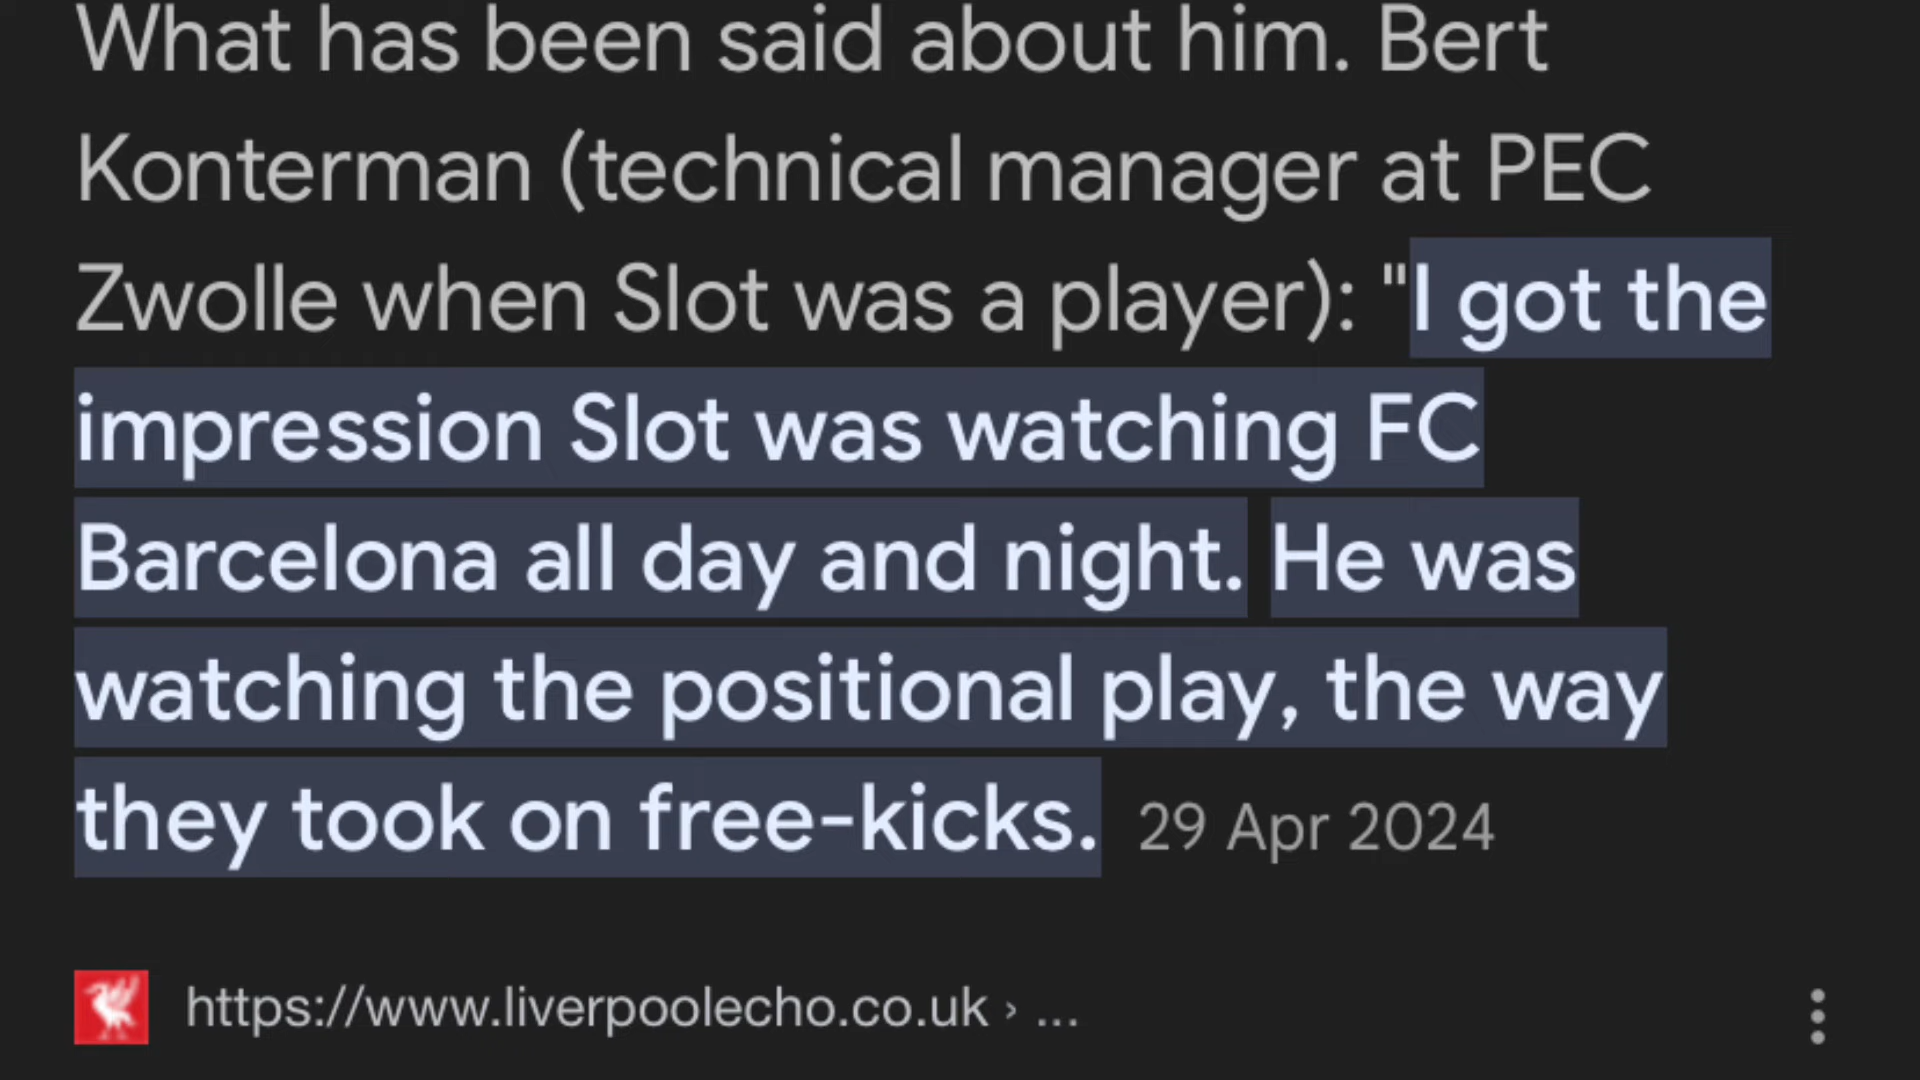 What has been said about him. Bert
Konterman (technical manager at PEC
Zwolle when Slot was a player): "I got the
impression Slot was watching FC
Barcelona all day and night. He was
watching the positional play, the way
they took on free-kicks. 29 Apr 2024
https://www.liverpoolecho.co.uk › ...